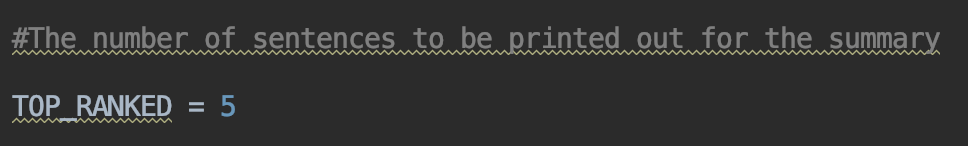 #The number of sentences to be printed out for the summary
TOP_RANKED = 5